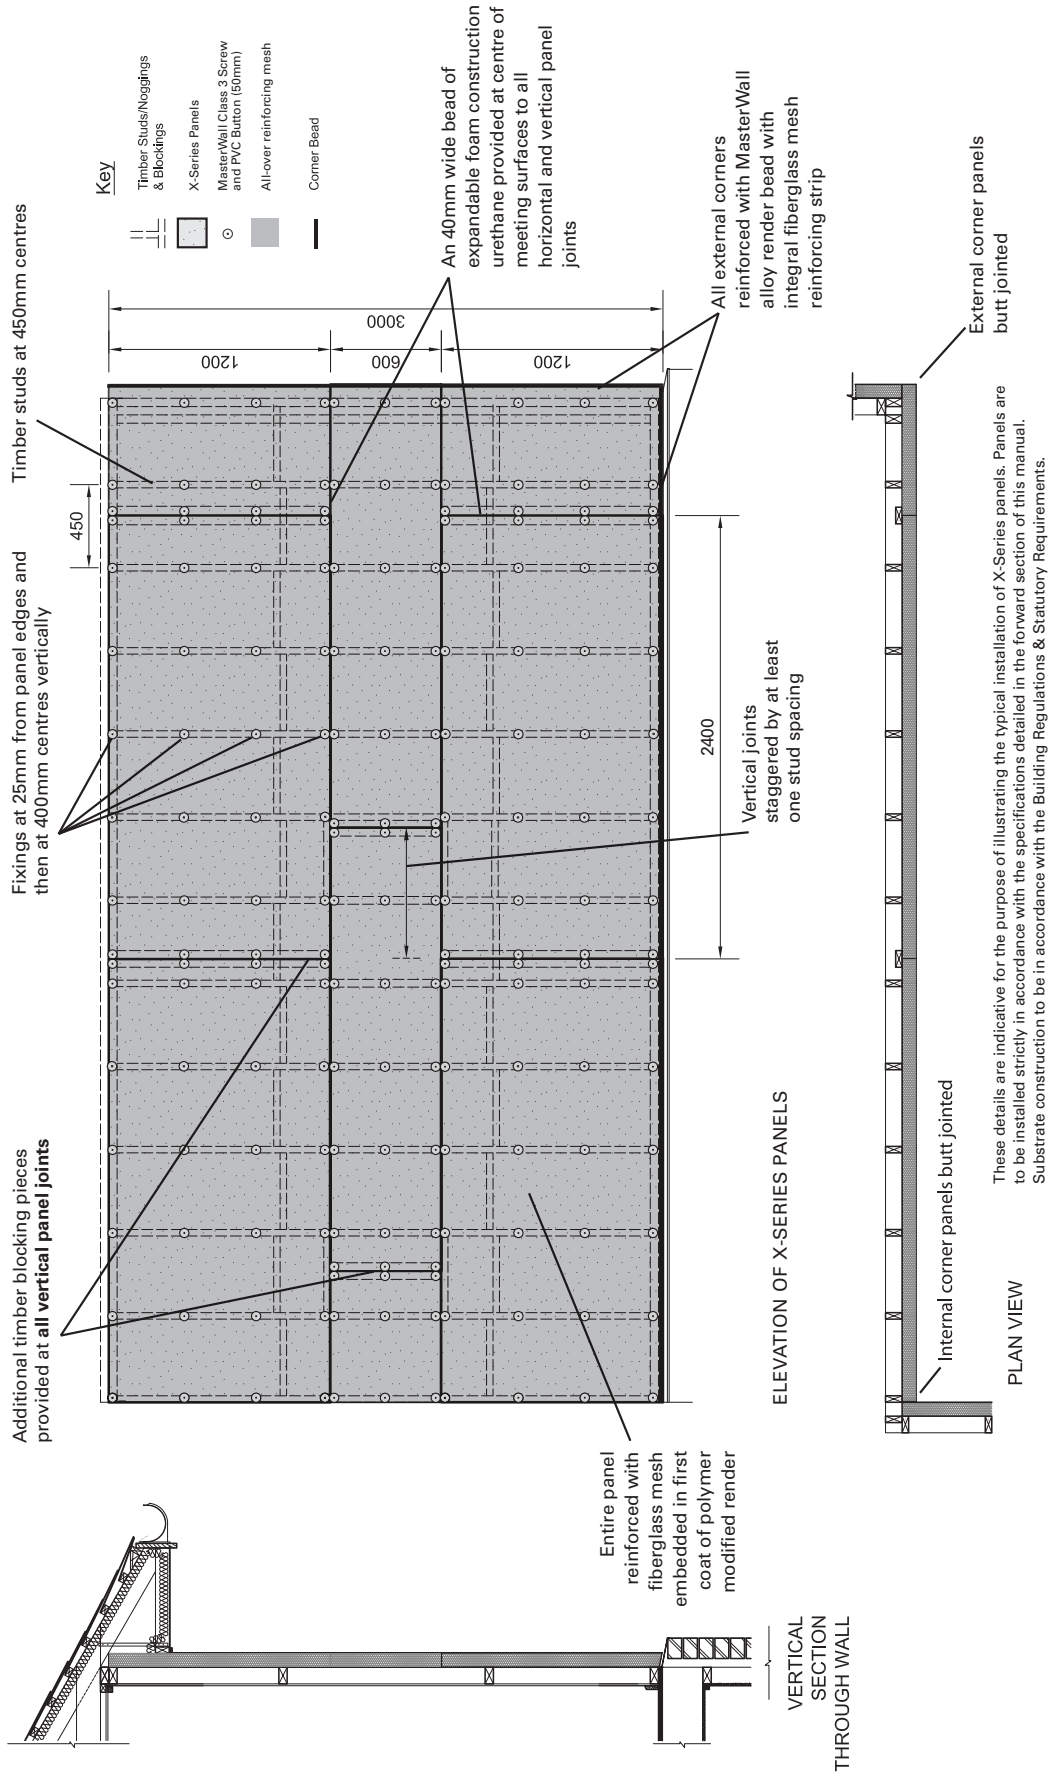 Additional timber blocking pieces
provided at all vertical panel joints
Fixings at 25mm from panel edges and
then at 400mm centres vertically
Timber studs at 450mm centres
450
Key
Timber Studs/Noggings
& Blockings
X-Series Panels
MasterWall Class 3 Screw
and PVC Button (50mm)
All-over reinforcing mesh
Corner Bead
1200
600
1200
3000
An 40mm wide bead of
expandable foam construction
urethane provided at centre of
meeting surfaces to all
horizontal and vertical panel
joints
All external corners
reinforced with MasterWall
alloy render bead with
integral fiberglass mesh
reinforcing strip
Entire panel
reinforced with
fiberglass mesh
embedded in first
coat of polymer
modified render
2400
Vertical joints
staggered by at least
one stud spacing
ELEVATION OF X-SERIES PANELS
VERTICAL
SECTION
THROUGH WALL
External corner panels
butt jointed
Internal corner panels butt jointed
PLAN VIEW
These details are indicative for the purpose of illustrating the typical installation of X-Series panels. Panels are
to be installed strictly in accordance with the specifications detailed in the forward section of this manual.
Substrate construction to be in accordance with the Building Regulations & Statutory Requirements.